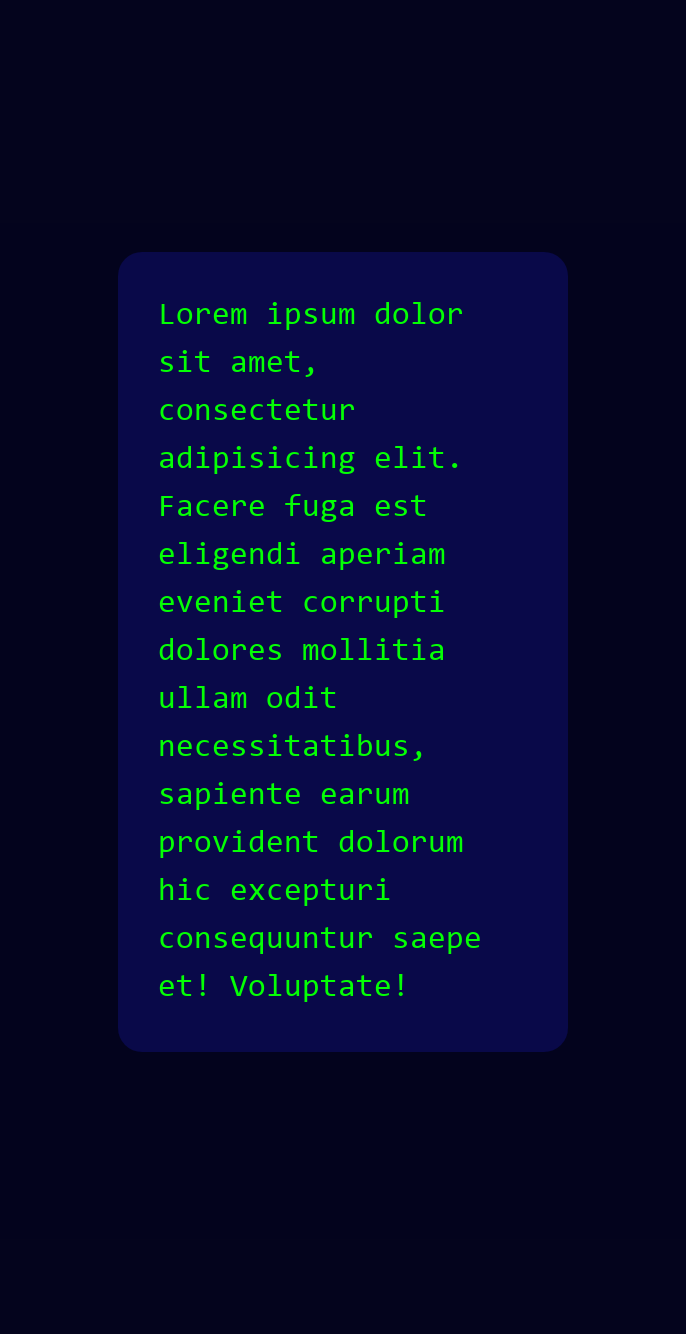 Lorem ipsum dolor
sit amet,
consectetur
adipisicing elit.
Facere fuga est
eligendi aperiam
eveniet corrupti
dolores mollitia
ullam odit
necessitatibus,
sapiente earum
provident dolorum
hic excepturi
consequuntur saepe
et! Voluptate!